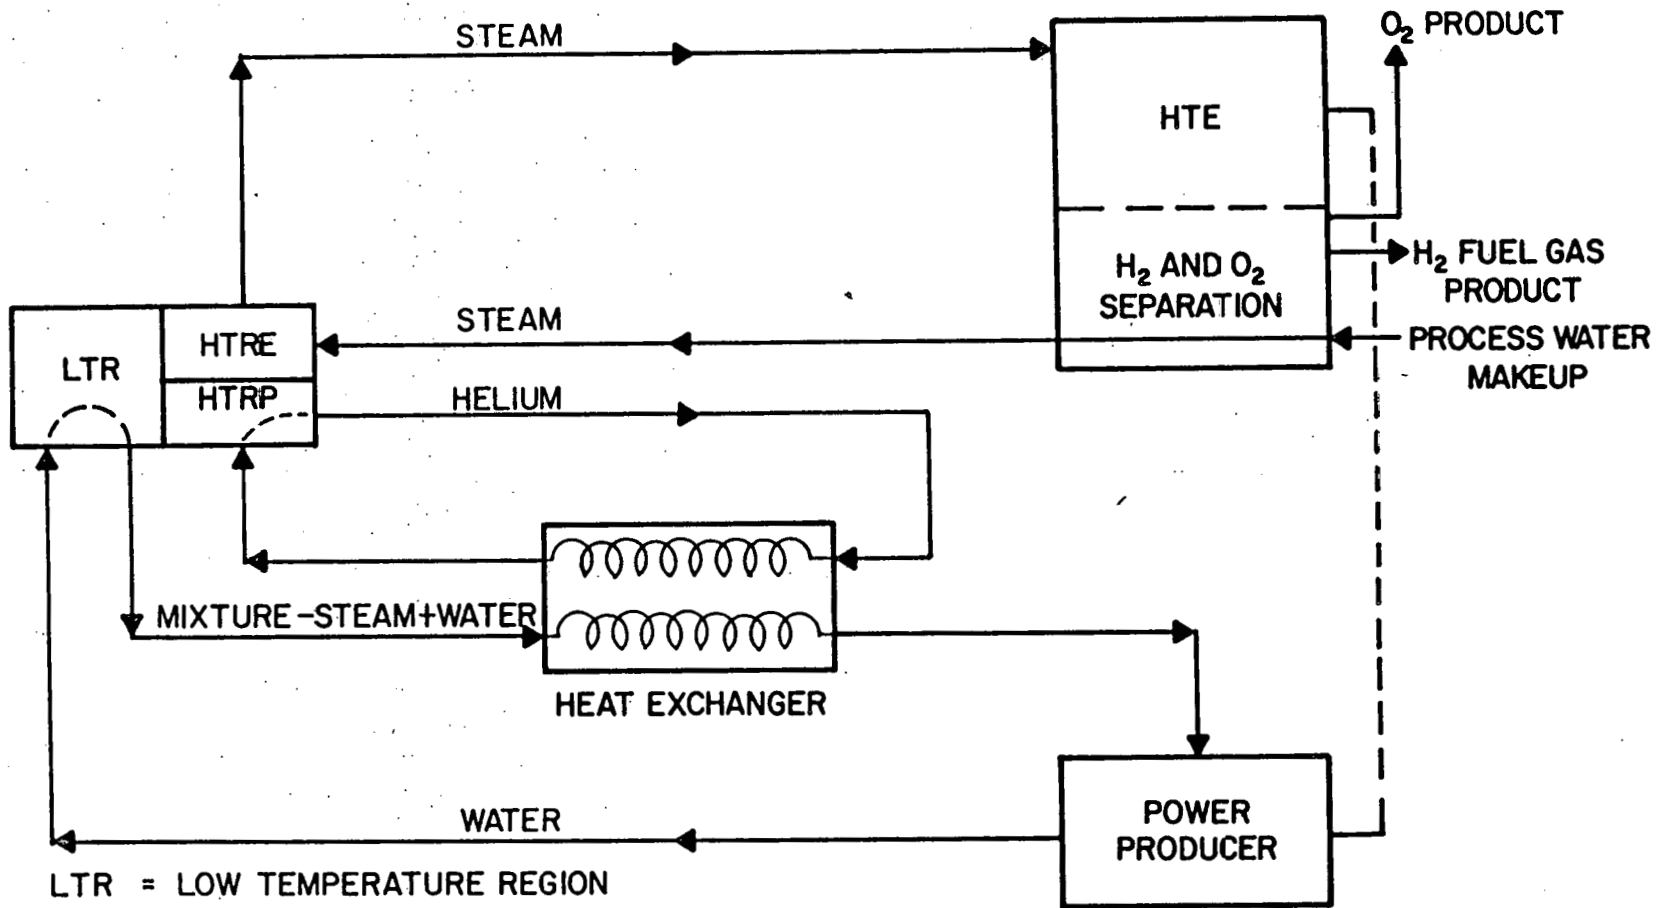 STEAM
O₂ PRODUCT
HTE
H₂ AND O₂
SEPARATION
H₂ FUEL GAS
PRODUCT
STEAM
PROCESS WATER
MAKEUP
LTR
HTRE
HTRP
HELIUM
MIXTURE-STEAM+WATER
HEAT EXCHANGER
POWER
PRODUCER
WATER
LTR = LOW TEMPERATURE REGION